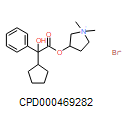 OH
O
O
N
+
Br
-
CPD000469282